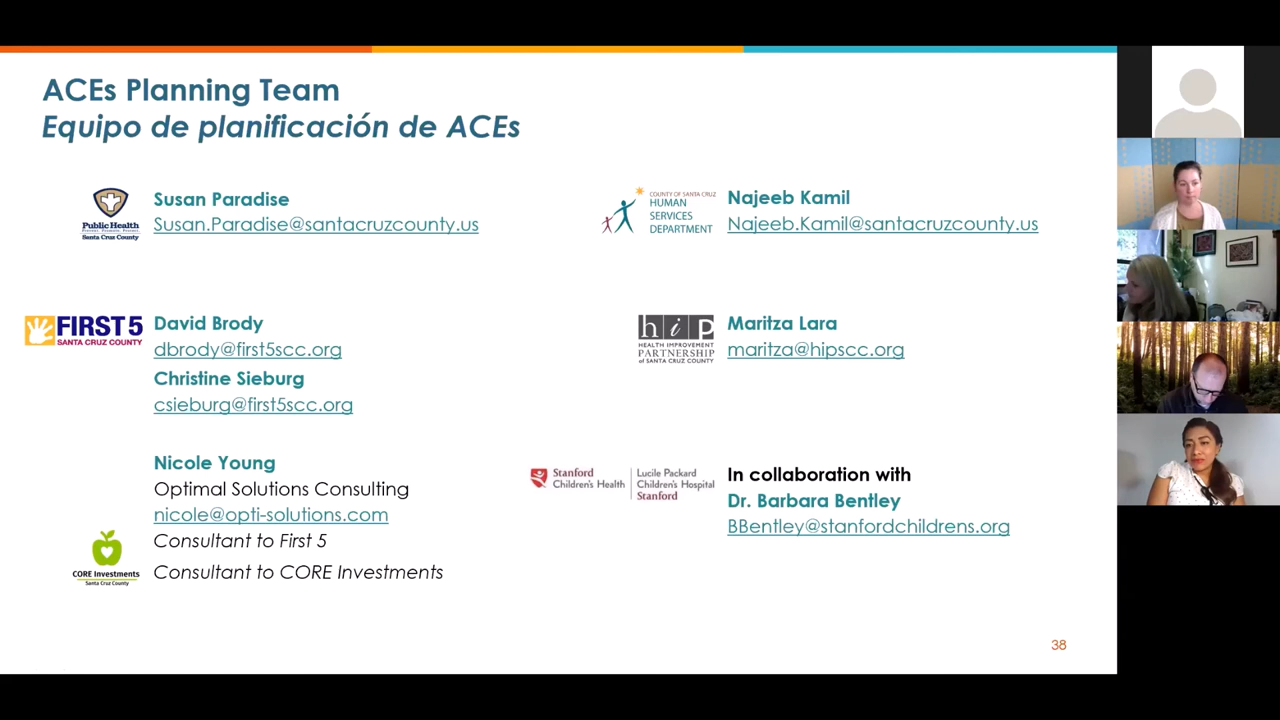 ACEs Planning Team
Equipo de planificación de ACEs
Public Health
Santa Cruz County
Susan Paradise
Susan.Paradise@santacruzcounty.us
COUNTY OF SANTA CRUZ
HUMAN
SERVICES
DEPARTMENT
Najeeb Kamil
Najeeb.Kamil@santacruzcounty.us
FIRST 5
SANTA CRUZ COUNTY
David Brody
dbrody@first5scc.org
Christine Sieburg
csieburg@first5scc.org
hip
HEALTH IMPROVEMENT
PARTNERSHIP
of SANTA CRUZ COUNTY
Maritza Lara
maritza@hipscc.org
Nicole Young
Optimal Solutions Consulting
nicole@opti-solutions.com
Consultant to First 5
CORE Investments
Santa Cruz County
Consultant to CORE Investments
Stanford
Children's Health
Lucile Packard
Children's Hospital
Stanford
In collaboration with
Dr. Barbara Bentley
BBentley@stanfordchildrens.org
38